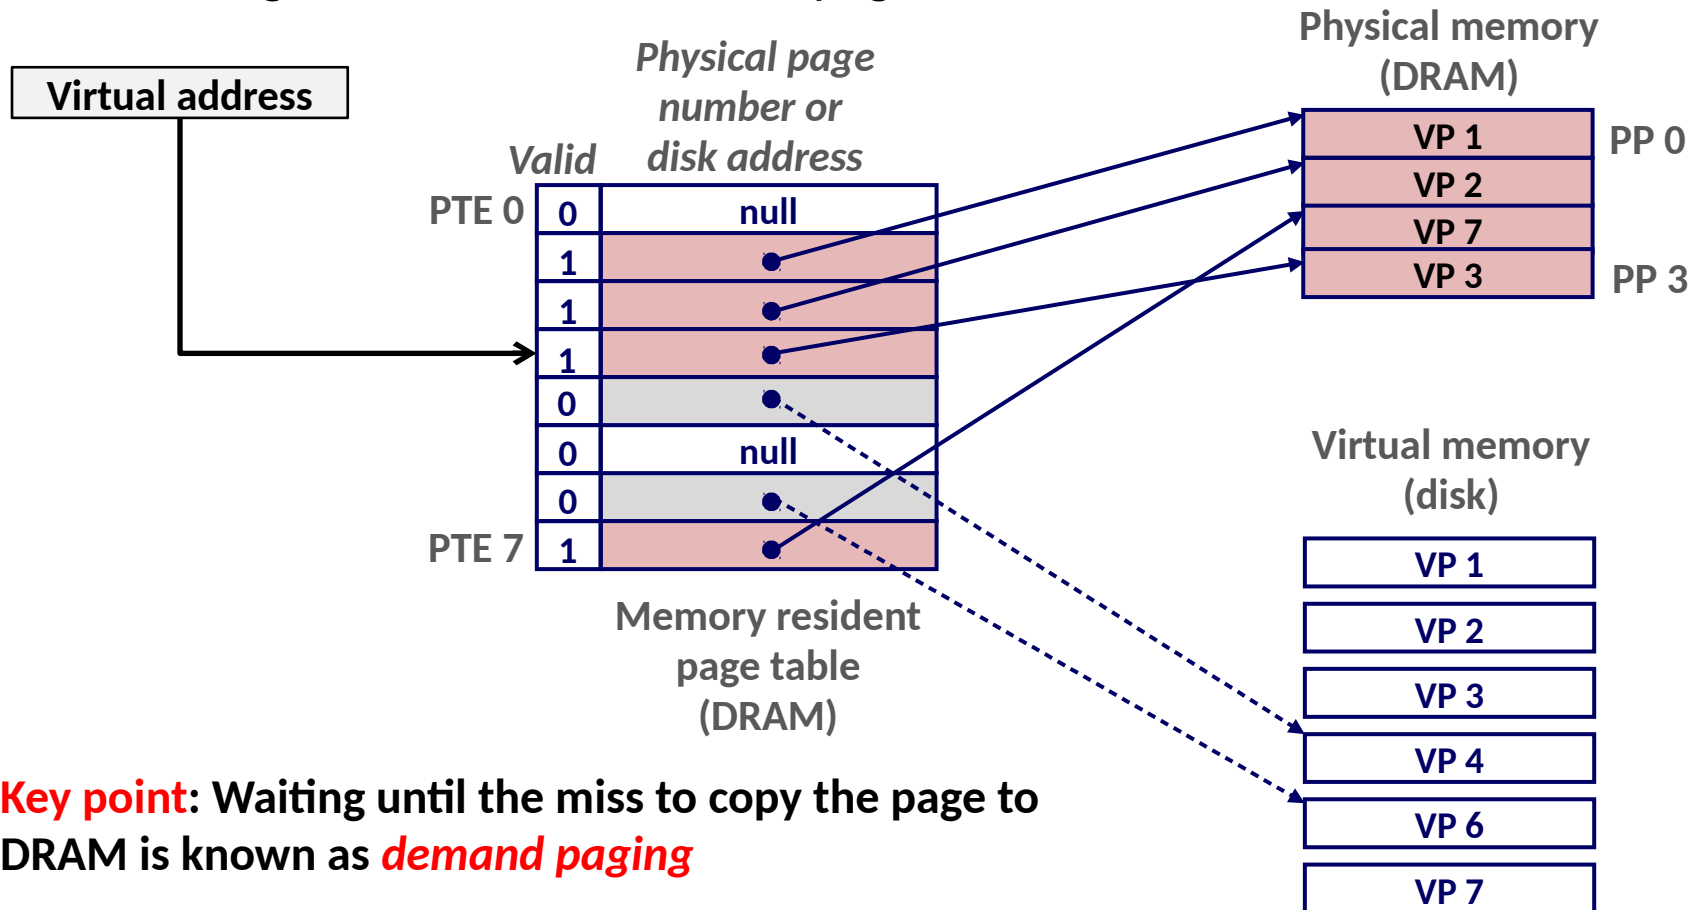 Virtual address
Physical page
number or
disk address
Valid
PTE 0
0
null
1
1
1
0
0
null
0
PTE 7
1
Memory resident
page table
(DRAM)
Physical memory
(DRAM)
VP 1
PP 0
VP 2
VP 7
VP 3
PP 3
Virtual memory
(disk)
VP 1
VP 2
VP 3
VP 4
VP 6
VP 7
Key point: Waiting until the miss to copy the page to
DRAM is known as demand paging